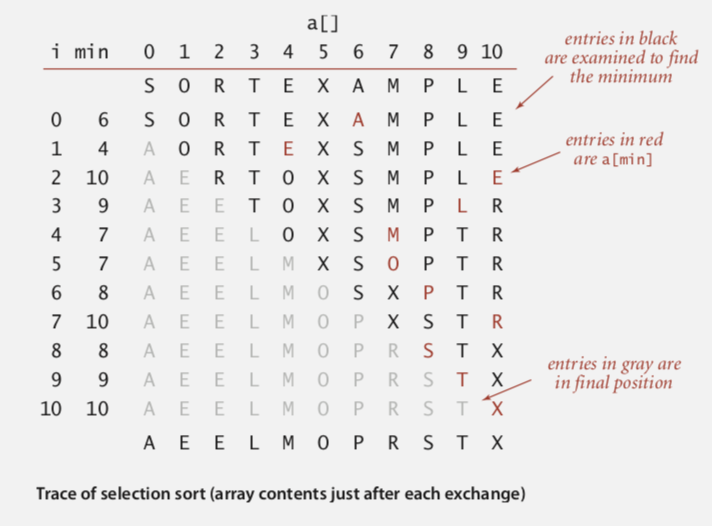 a[]
i min 0 1 2 3 4 5 6 7 8 9 10
S O R T E X A M P L E
0 6 S O R T E X A M P L E
1 4 A O R T E X S M P L E
2 10 A E R T O X S M P L E
3 9 A E E T O X S M P L R
4 7 A E E L O X S M P T R
5 7 A E E L M X S O P T R
6 8 A E E L M O S X P T R
7 10 A E E L M O P X S T R
8 8 A E E L M O P R S T X
9 9 A E E L M O P R S T X
10 10 A E E L M O P R S T X
A E E L M O P R S T X
entries in black
are examined to find
the minimum
entries in red
are a[min]
entries in gray are
in final position
Trace of selection sort (array contents just after each exchange)